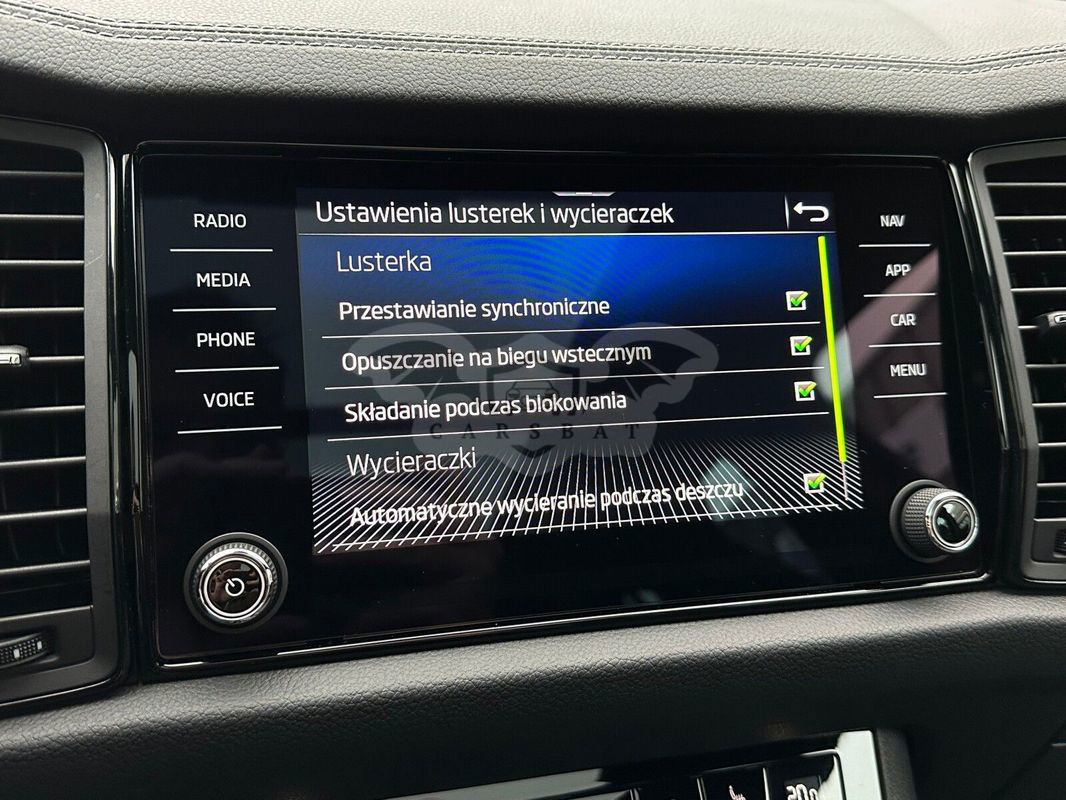 RADIO
MEDIA
PHONE
VOICE
Ustawienia lusterek i wycieraczek
Lusterka
Przestawianie synchroniczne
Opuszczanie na biegu wstecznym
Składanie podczas blokowania
CARSBAT
Wycieraczki
Automatyczne wycieranie podczas deszczu
NAV
APP
CAR
MENU